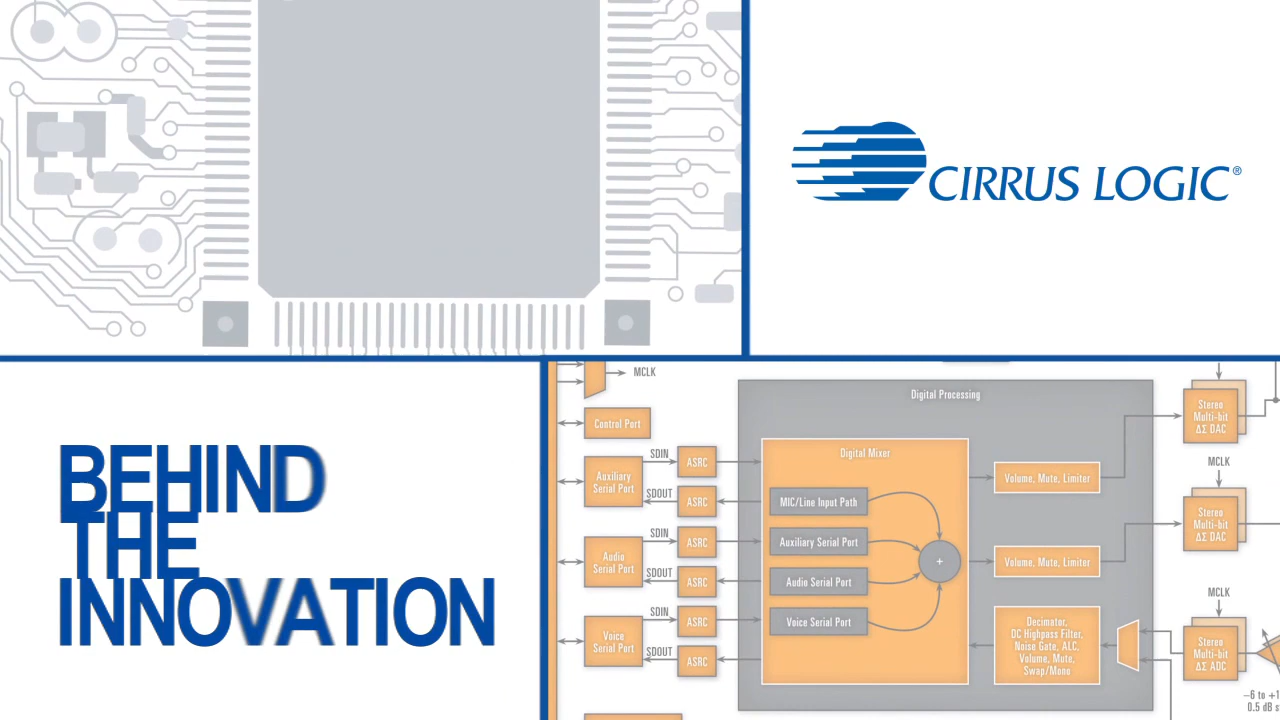 CIRRUS LOGIC®
BEHIND
THE
INNOVATION
MCLK
Control Port
Auxiliary
Serial Port
SDIN
ASRC
SDOUT
ASRC
Audio
Serial Port
SDIN
ASRC
SDOUT
ASRC
Voice
Serial Port
SDIN
ASRC
SDOUT
ASRC
Digital Processing
Digital Mixer
MIC/Line Input Path
Auxiliary Serial Port
Audio Serial Port
Voice Serial Port
+
Volume, Mute, Limiter
Volume, Mute, Limiter
Decimator,
DC Highpass Filter,
Noise Gate, ALC,
Volume, Mute,
Swap/Mono
Stereo
Multi-bit
ΔΣ DAC
MCLK
Stereo
Multi-bit
ΔΣ DAC
MCLK
Stereo
Multi-bit
ΔΣ ADC
−6 to +1
0.5 dB s